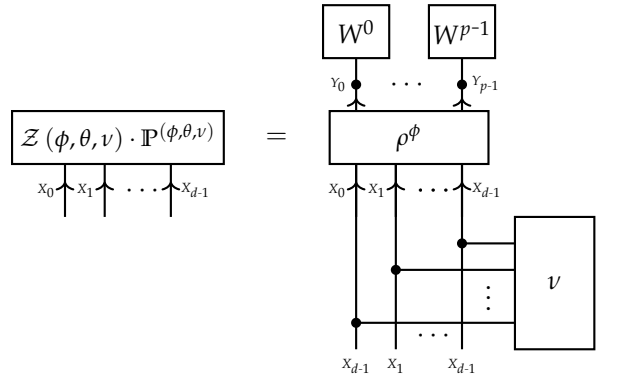 W^0 W^{p-1}
Y_0 ... Y_{p-1}
Z (ϕ, θ, ν) · ℙ^{(ϕ,θ,ν)} = ρ^ϕ
X_0 X_1 ... X_{d-1} X_0 X_1 ... X_{d-1}
ν
⋮
...
X_{d-1} X_1 X_{d-1}